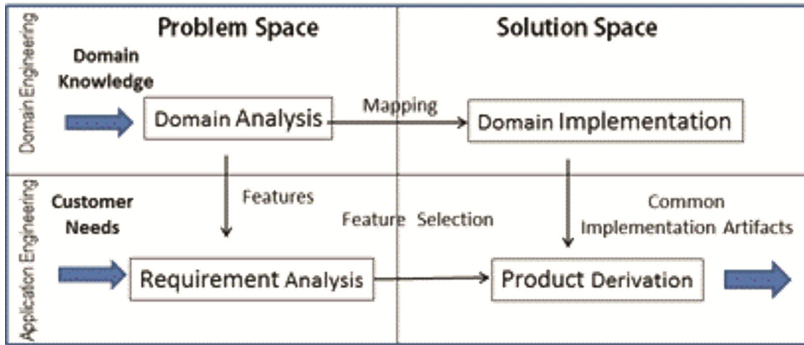 Problem Space
Solution Space
Domain Engineering
Domain
Knowledge
Domain Analysis
Mapping
Domain Implementation
Features
Feature Selection
Common
Implementation Artifacts
Application Engineering
Customer
Needs
Requirement Analysis
Product Derivation